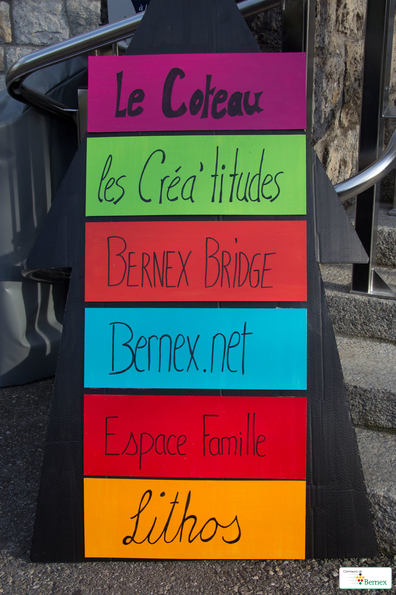 Le Coteau
les Créa'titudes
BERNEX BRIDGE
Bernex.net
Espace Famille
Lithos
Bernex